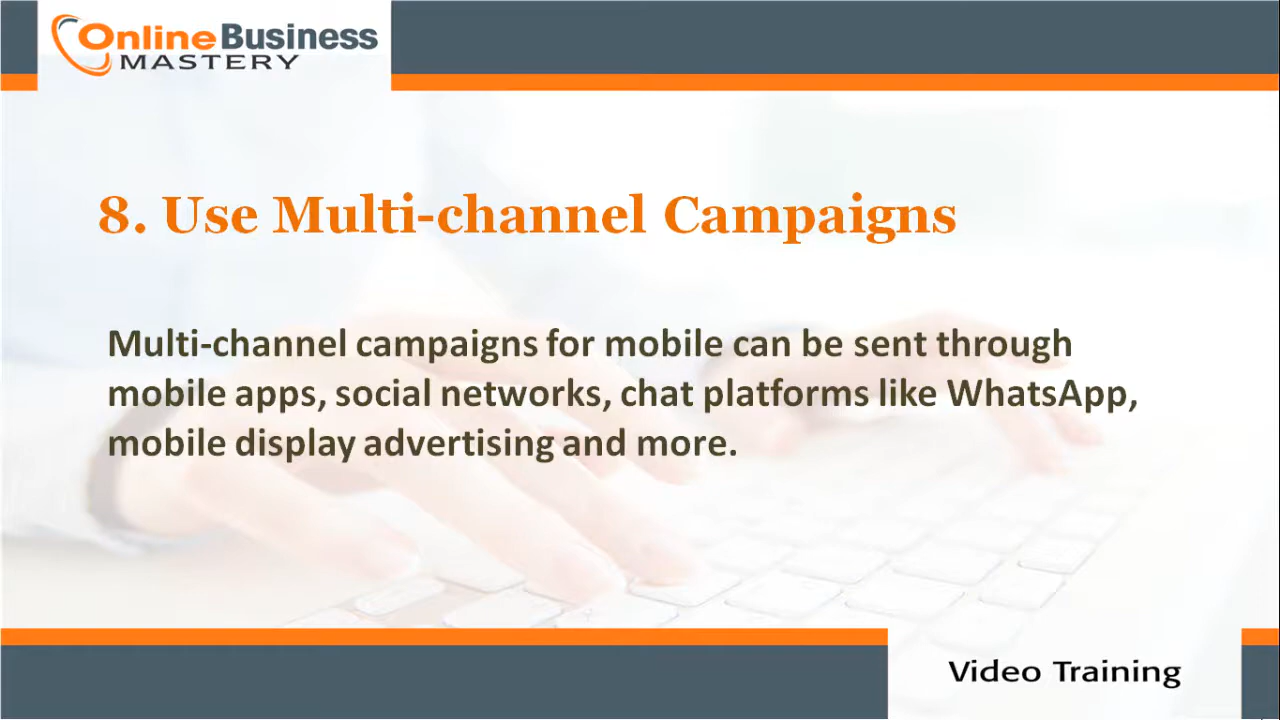 Online Business
MASTERY
8. Use Multi-channel Campaigns
Multi-channel campaigns for mobile can be sent through
mobile apps, social networks, chat platforms like WhatsApp,
mobile display advertising and more.
Video Training